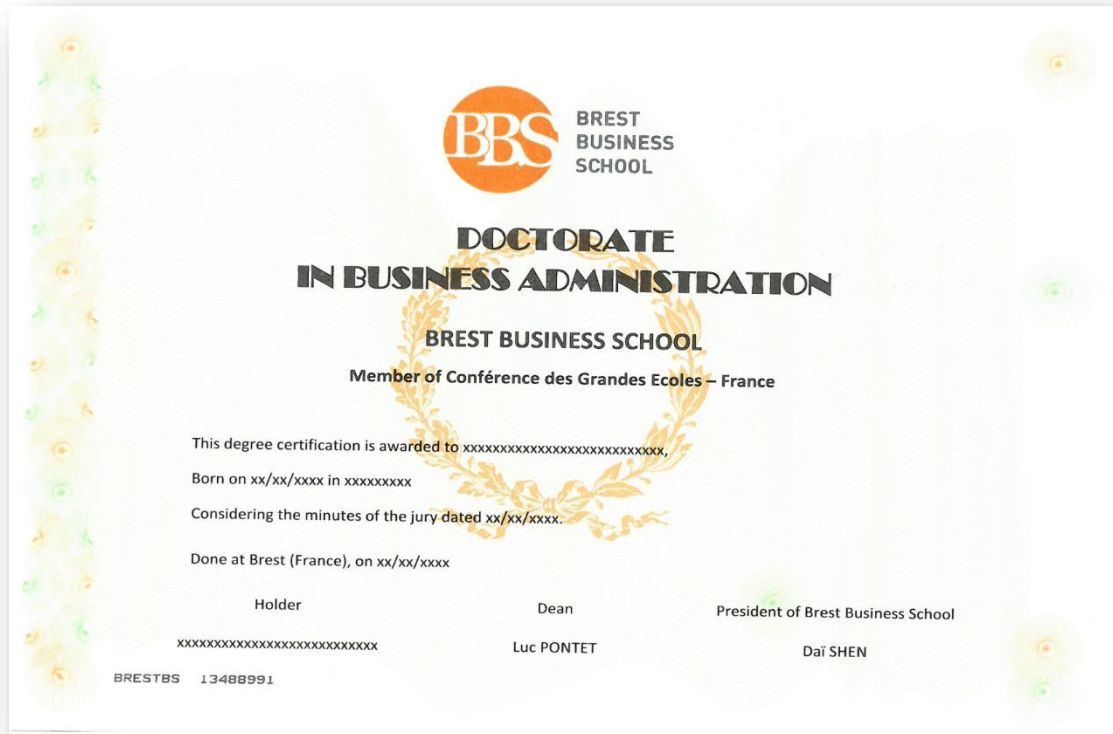 BBS
BREST
BUSINESS
SCHOOL
DOCTORATE
IN BUSINESS ADMINISTRATION
BREST BUSINESS SCHOOL
Member of Conférence des Grandes Ecoles – France
This degree certification is awarded to xxxxxxxxxxxxxxxxxxxxxxxxxxx,
Born on xx/xx/xxxx in xxxxxxxxx
Considering the minutes of the jury dated xx/xx/xxxx.
Done at Brest (France), on xx/xx/xxxx
Holder Dean President of Brest Business School
xxxxxxxxxxxxxxxxxxxxxxxxxxx Luc PONTET Daï SHEN
BRESTBS 13488991